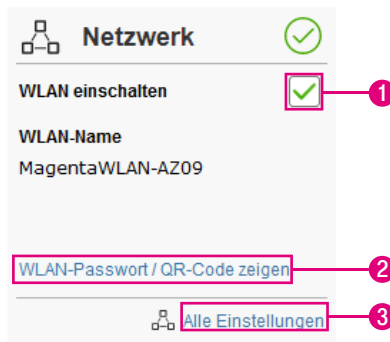 Netzwerk
WLAN einschalten
1
WLAN-Name
MagentaWLAN-AZ09
WLAN-Passwort / QR-Code zeigen
2
Alle Einstellungen
3